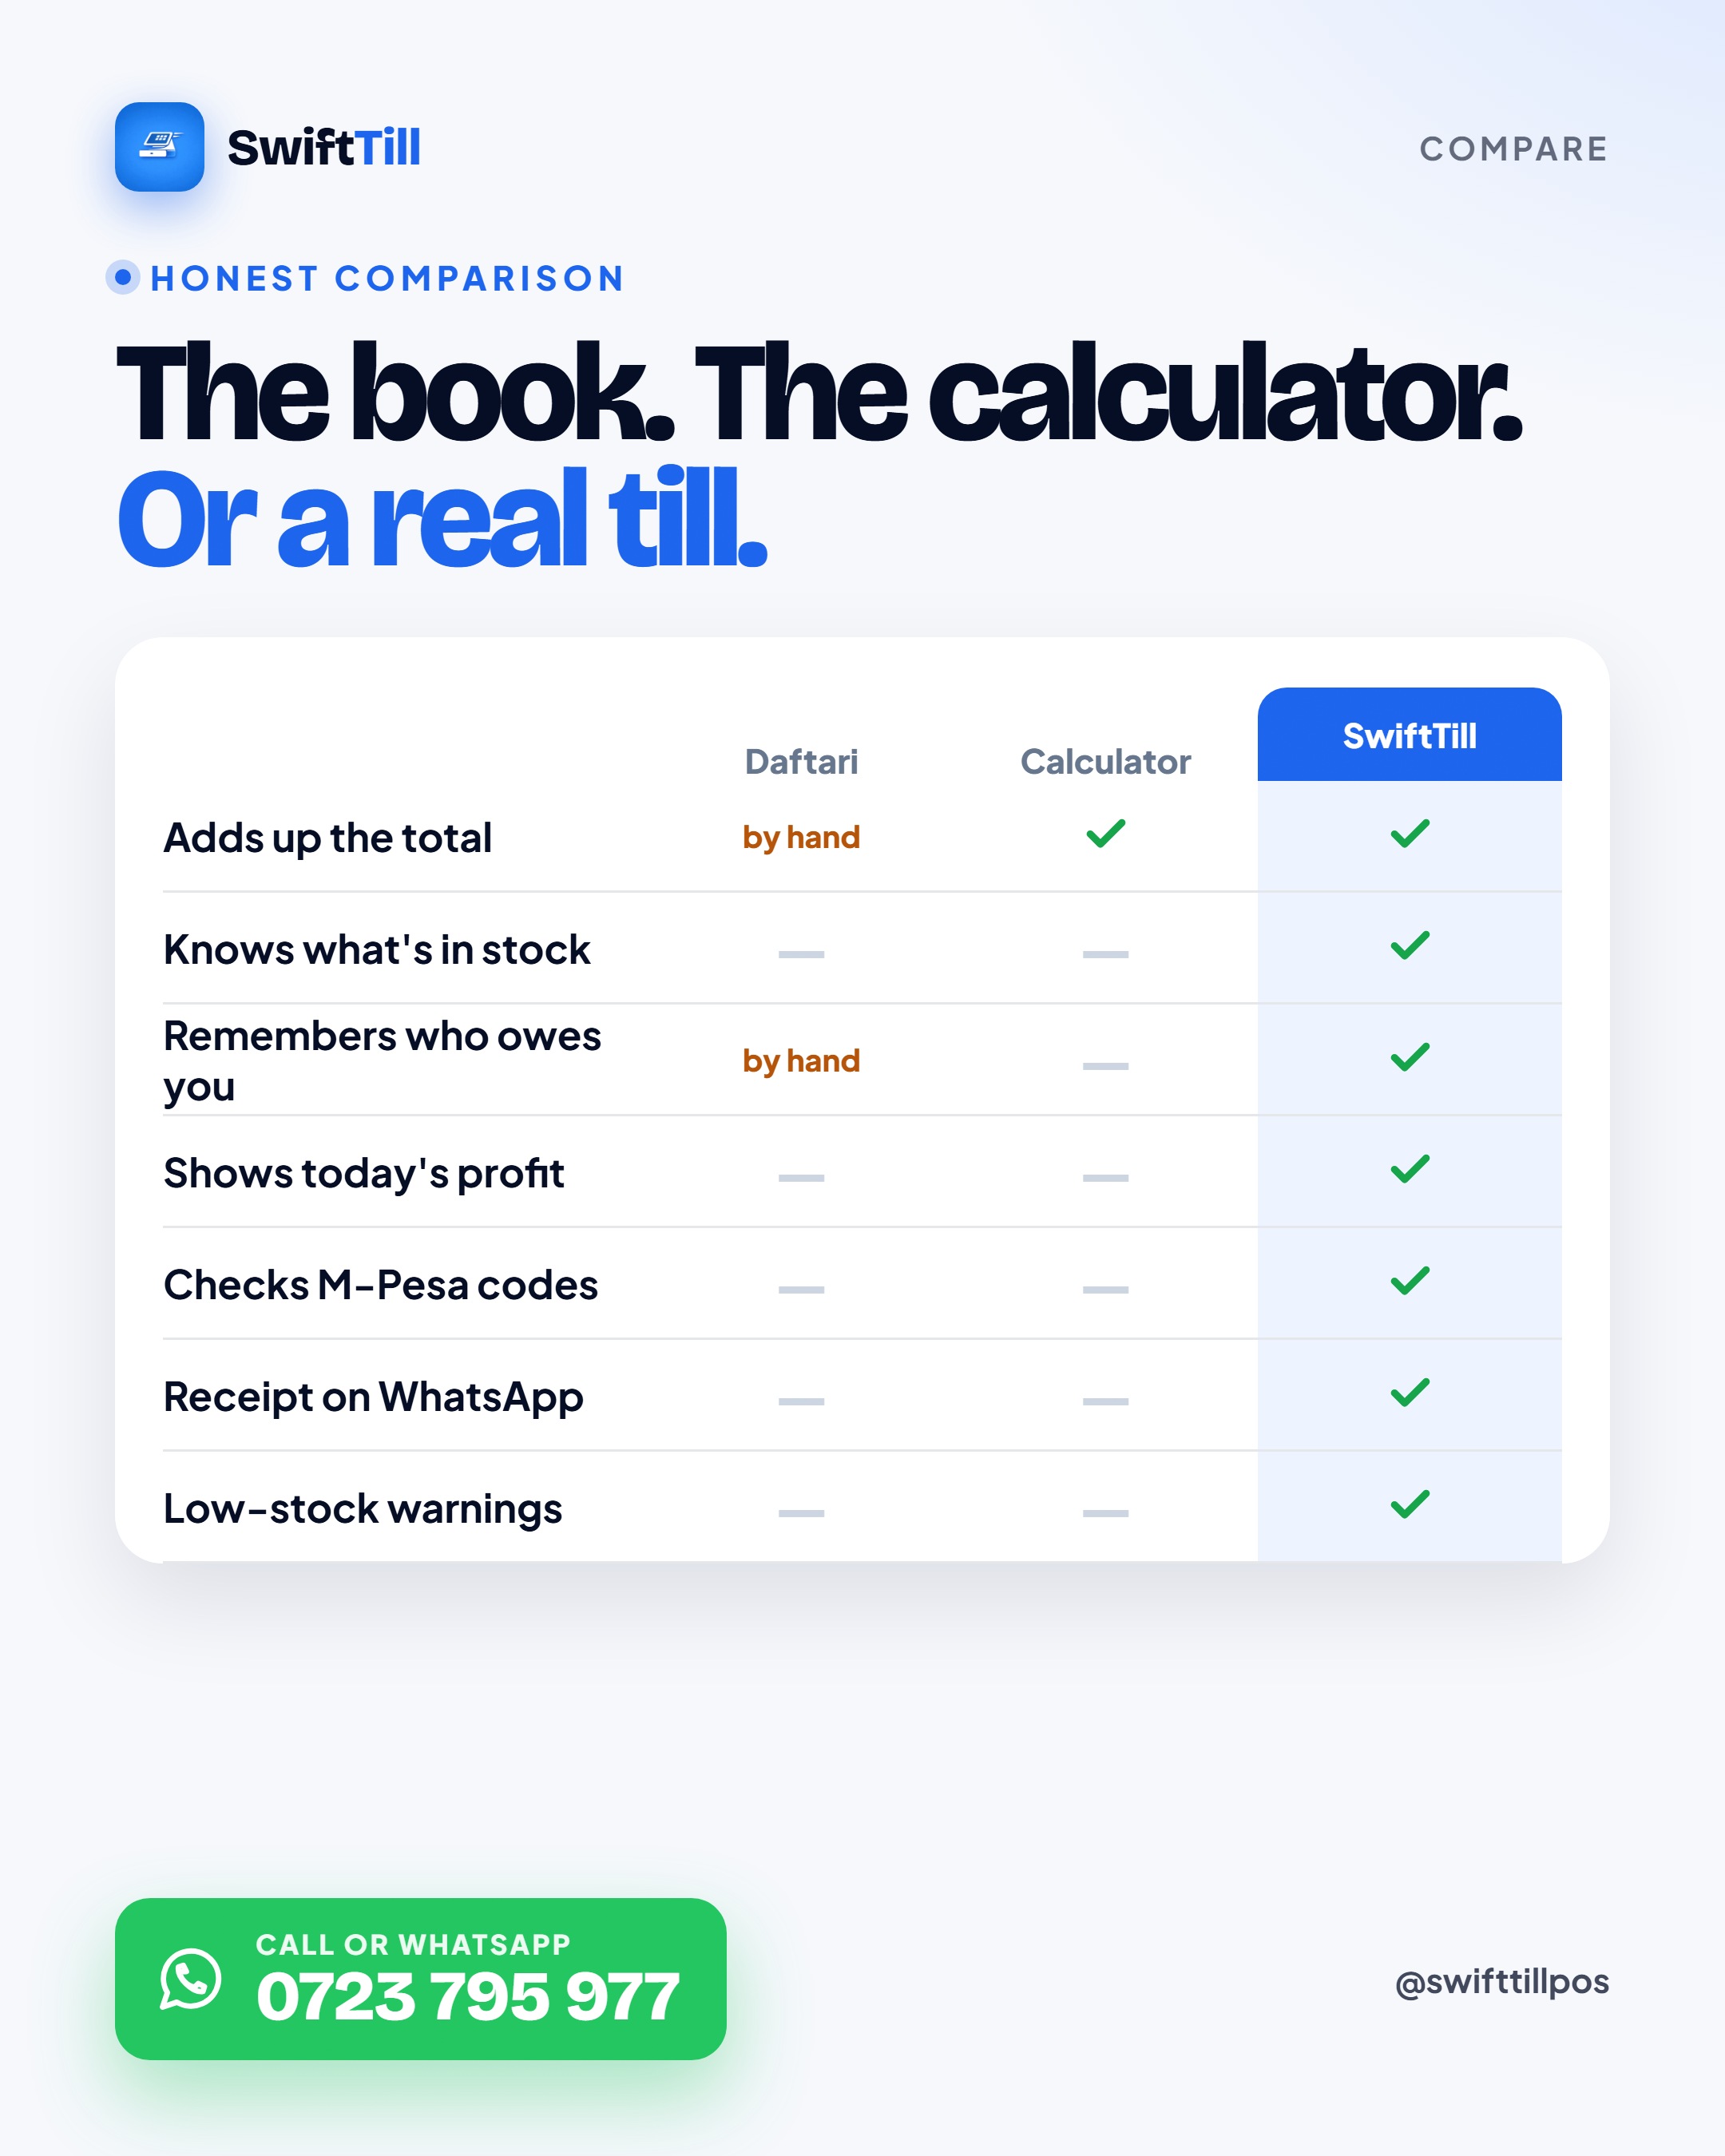 SwiftTill
COMPARE
HONEST COMPARISON
The book. The calculator.
Or a real till.
Daftari Calculator SwiftTill
Adds up the total by hand ✓ ✓
Knows what's in stock — — ✓
Remembers who owes
you by hand — ✓
Shows today's profit — — ✓
Checks M-Pesa codes — — ✓
Receipt on WhatsApp — — ✓
Low-stock warnings — — ✓
CALL OR WHATSAPP
0723 795 977
@swifttillpos